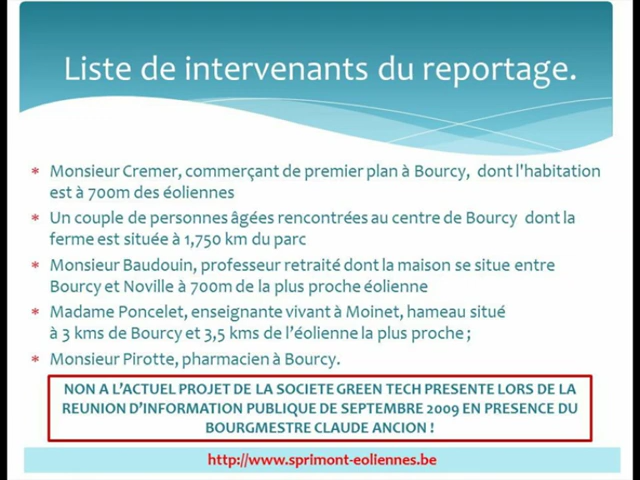 Liste de intervenants du reportage.
* Monsieur Cremer, commerçant de premier plan à Bourcy, dont l'habitation
est à 700m des éoliennes
* Un couple de personnes âgées rencontrées au centre de Bourcy dont la
ferme est située à 1,750 km du parc
* Monsieur Baudouin, professeur retraité dont la maison se situe entre
Bourcy et Noville à 700m de la plus proche éolienne
* Madame Poncelet, enseignante vivant à Moinet, hameau situé
à 3 kms de Bourcy et 3,5 kms de l’éolienne la plus proche ;
* Monsieur Pirotte, pharmacien à Bourcy.
NON A L’ACTUEL PROJET DE LA SOCIETE GREEN TECH PRESENTE LORS DE LA
REUNION D’INFORMATION PUBLIQUE DE SEPTEMBRE 2009 EN PRESENCE DU
BOURGMESTRE CLAUDE ANCION !
http://www.sprimont-eoliennes.be